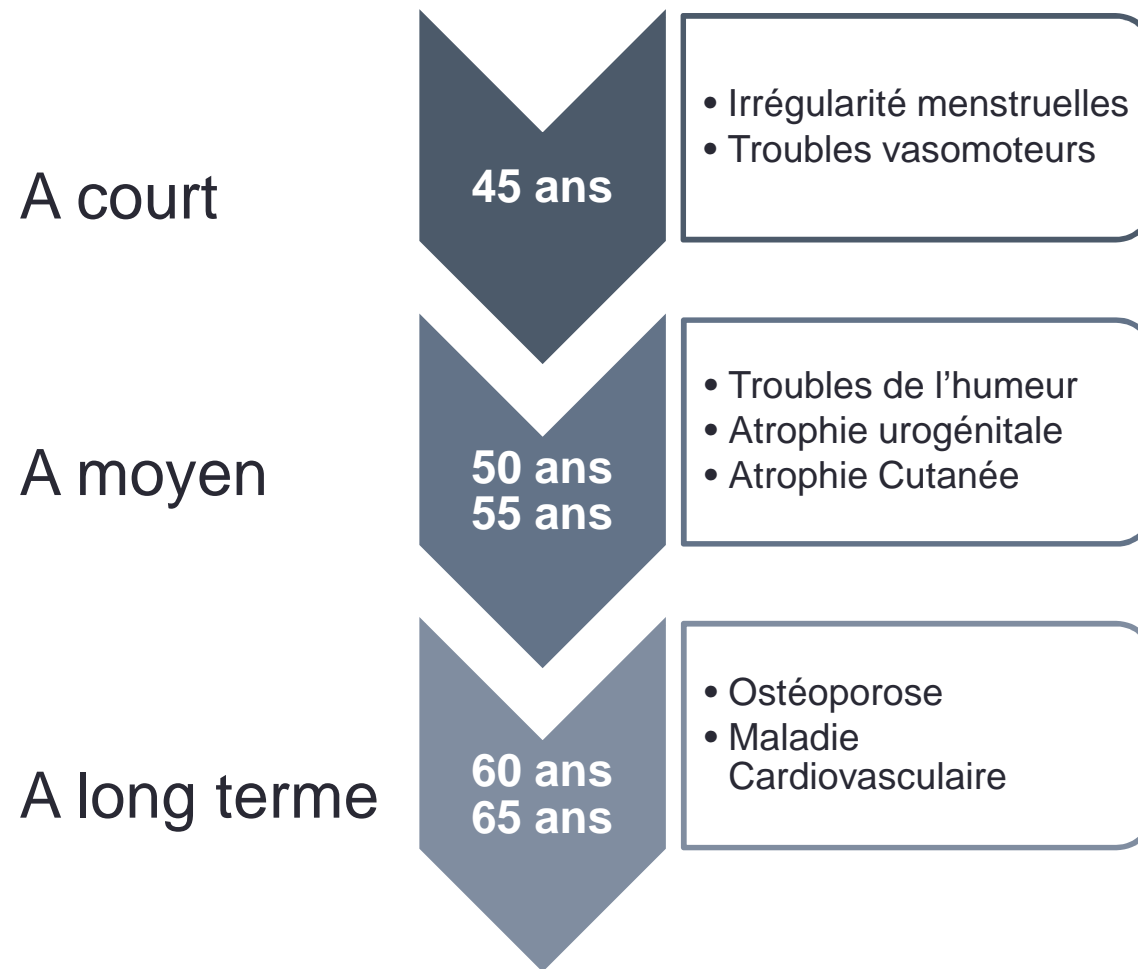 A court
45 ans
• Irrégularité menstruelles
• Troubles vasomoteurs
A moyen
50 ans
55 ans
• Troubles de l’humeur
• Atrophie urogénitale
• Atrophie Cutanée
A long terme
60 ans
65 ans
• Ostéoporose
• Maladie
Cardiovasculaire